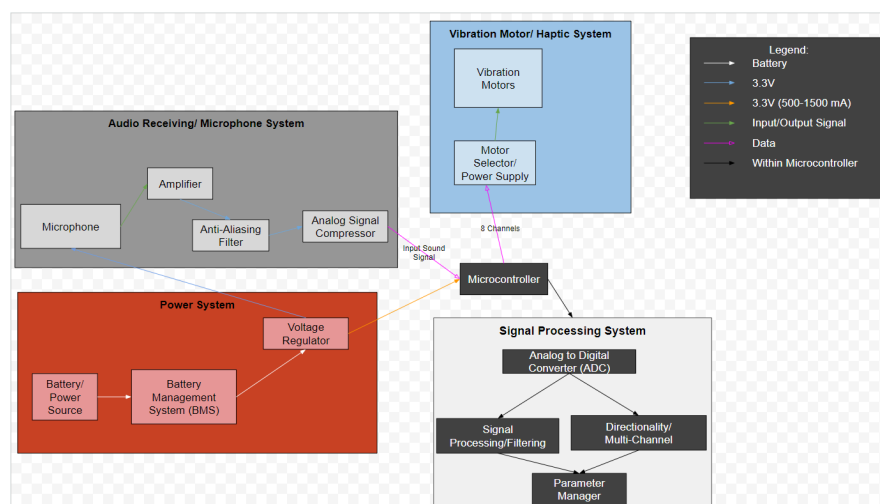 Vibration Motor/ Haptic System
Vibration
Motors
Motor
Selector/
Power Supply
8 Channels
Legend:
Battery
3.3V
3.3V (500-1500 mA)
Input/Output Signal
Data
Within Microcontroller
Audio Receiving/ Microphone System
Amplifier
Microphone
Anti-Aliasing
Filter
Analog Signal
Compressor
Input Sound
Signal
Microcontroller
Power System
Voltage
Regulator
Battery/
Power
Source
Battery
Management
System (BMS)
Signal Processing System
Analog to Digital
Converter (ADC)
Signal
Processing/Filtering
Directionality/
Multi-Channel
Parameter
Manager